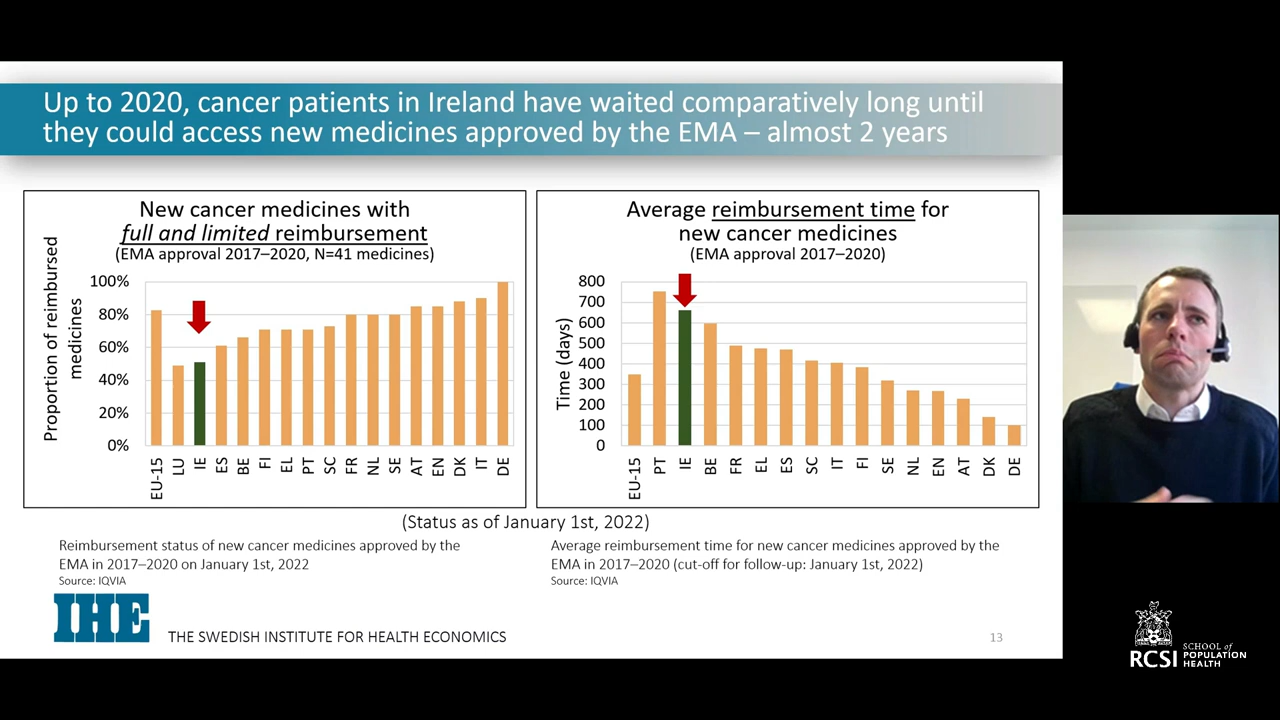 Up to 2020, cancer patients in Ireland have waited comparatively long until
they could access new medicines approved by the EMA – almost 2 years
New cancer medicines with
full and limited reimbursement
(EMA approval 2017–2020, N=41 medicines)
Proportion of reimbursed
medicines
100%
80%
60%
40%
20%
0%
EU-15
LU
IE
ES
BE
FI
EL
PT
SC
FR
NL
SE
AT
EN
DK
IT
DE
Average reimbursement time for
new cancer medicines
(EMA approval 2017–2020)
Time (days)
800
700
600
500
400
300
200
100
0
EU-15
PT
IE
BE
FR
EL
ES
SC
IT
FI
SE
NL
EN
AT
DK
DE
(Status as of January 1st, 2022)
Reimbursement status of new cancer medicines approved by the
EMA in 2017–2020 on January 1st, 2022
Source: IQVIA
Average reimbursement time for new cancer medicines approved by the
EMA in 2017–2020 (cut-off for follow-up: January 1st, 2022)
Source: IQVIA
IHE
THE SWEDISH INSTITUTE FOR HEALTH ECONOMICS
13
RCSI
SCHOOL of
POPULATION
HEALTH